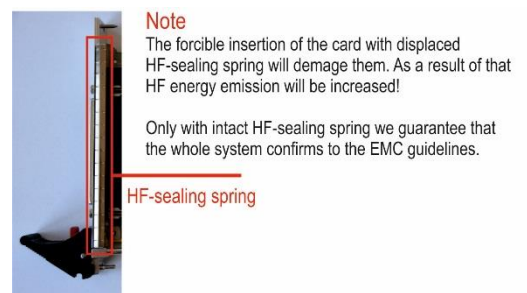 Note
The forcible insertion of the card with displaced
HF-sealing spring will demage them. As a result of that
HF energy emission will be increased!
Only with intact HF-sealing spring we guarantee that
the whole system confirms to the EMC guidelines.
HF-sealing spring